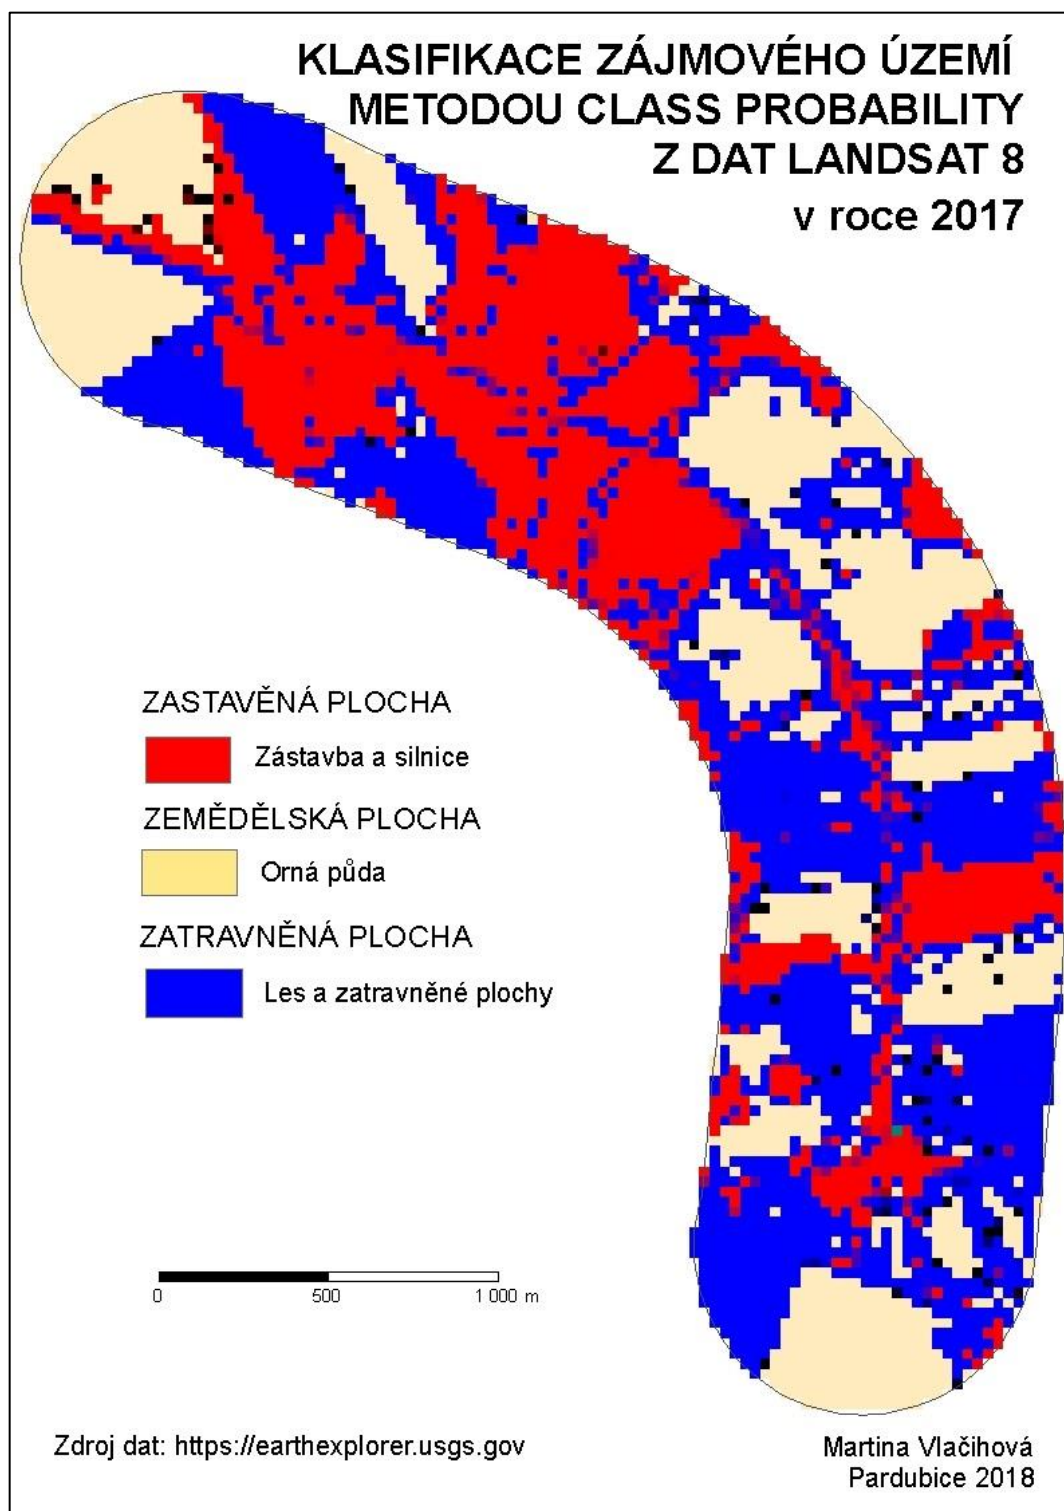 KLASIFIKACE ZÁJMOVÉHO ÚZEMÍ
METODOU CLASS PROBABILITY
Z DAT LANDSAT 8
v roce 2017
ZASTAVĚNÁ PLOCHA
Zástavba a silnice
ZEMĚDĚLSKÁ PLOCHA
Orná půda
ZATRAVNĚNÁ PLOCHA
Les a zatravněné plochy
0 500 1 000 m
Zdroj dat: https://earthexplorer.usgs.gov
Martina Vlačihová
Pardubice 2018